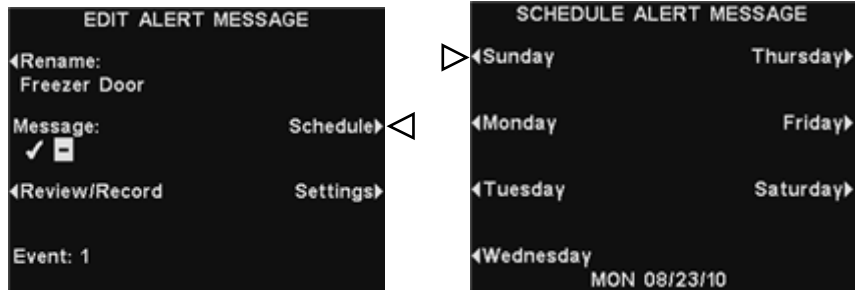 EDIT ALERT MESSAGE
Rename:
Freezer Door
Message: Schedule
✓ -
Review/Record Settings
Event: 1
SCHEDULE ALERT MESSAGE
Sunday Thursday
Monday Friday
Tuesday Saturday
Wednesday
MON 08/23/10